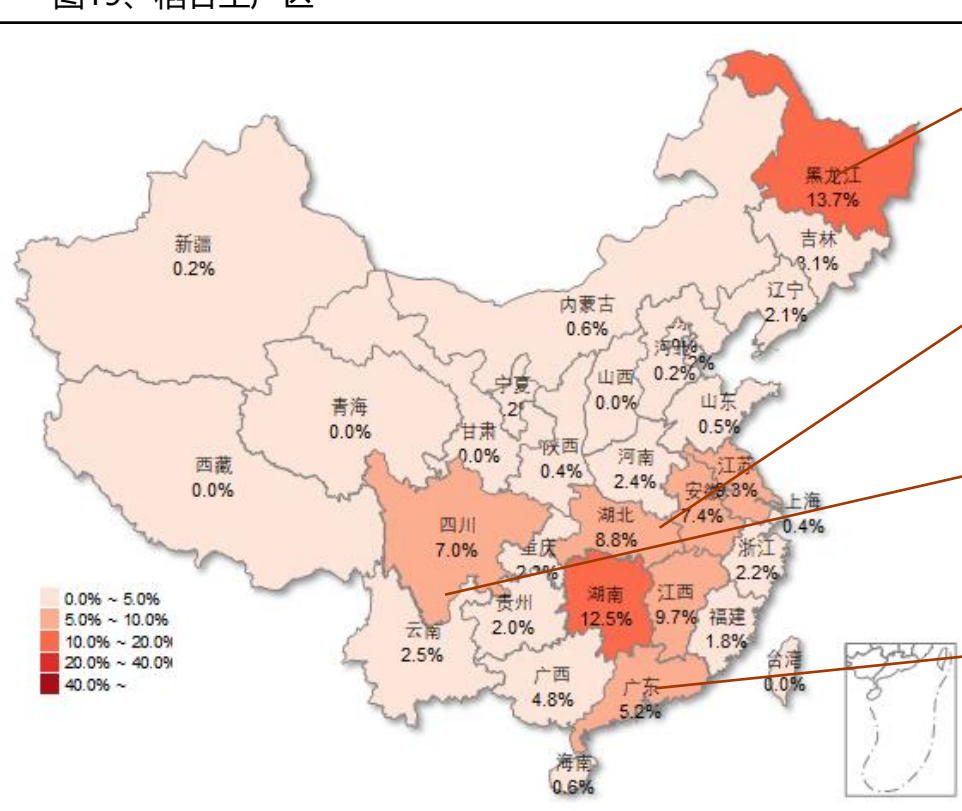 黑龙江
13.7%
吉林
3.1%
新疆
0.2%
辽宁
2.1%
内蒙古
0.6%
河北
0.2%
山西
0.0%
宁夏
山东
0.5%
青海
0.0%
甘肃
0.0%
陕西
0.4%
河南
2.4%
江苏
西藏
0.0%
安徽
7.4%
上海
0.4%
湖北
8.8%
四川
7.0%
重庆
浙江
2.2%
湖南
12.5%
江西
9.7%
贵州
2.0%
福建
1.8%
云南
2.5%
台湾
0.0%
广西
4.8%
广东
5.2%
海南
0.6%
0.0% ~ 5.0%
5.0% ~ 10.0%
10.0% ~ 20.0%
20.0% ~ 40.0%
40.0% ~